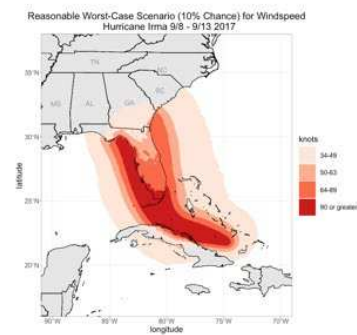 Reasonable Worst-Case Scenario (10% Chance) for Windspeed
Hurricane Irma 9/8 - 9/13 2017
TN
NC
SC
MS
AL
GA
35°N
30°N
25°N
20°N
latitude
90°W
85°W
80°W
75°W
70°W
longitude
knots
34-49
50-63
64-89
90 or greater